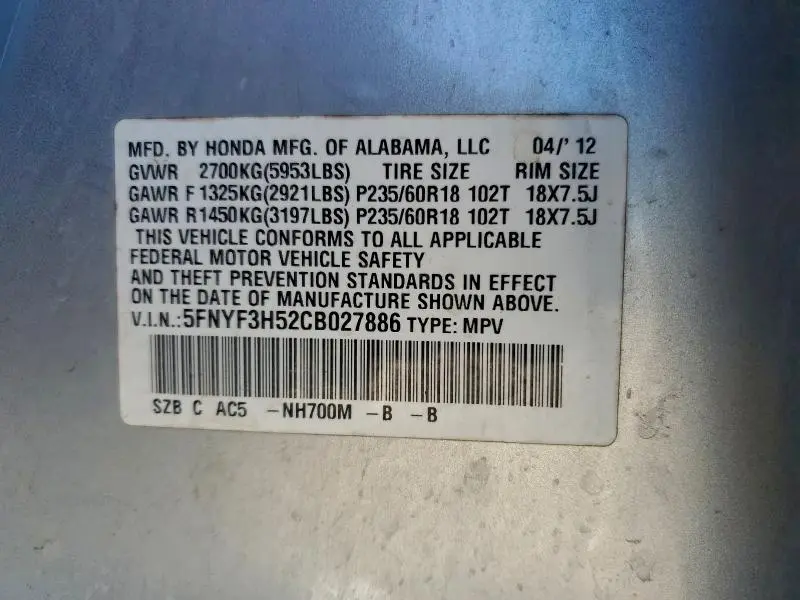 MFD. BY HONDA MFG. OF ALABAMA, LLC 04/' 12
GVWR 2700KG(5953LBS) TIRE SIZE RIM SIZE
GAWR F 1325KG(2921LBS) P235/60R18 102T 18X7.5J
GAWR R1450KG(3197LBS) P235/60R18 102T 18X7.5J
THIS VEHICLE CONFORMS TO ALL APPLICABLE
FEDERAL MOTOR VEHICLE SAFETY
AND THEFT PREVENTION STANDARDS IN EFFECT
ON THE DATE OF MANUFACTURE SHOWN ABOVE.
V.I.N.:5FNYF3H52CB027886 TYPE: MPV
SZB C AC5 -NH700M -B -B